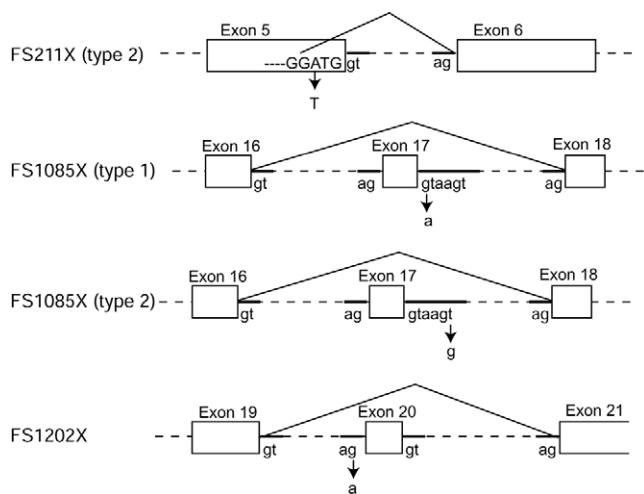 Exon 5 Exon 6
FS211X (type 2)
----GGATG gt ag
T
Exon 16 Exon 17 Exon 18
FS1085X (type 1)
gt ag gtaagt ag
a
Exon 16 Exon 17 Exon 18
FS1085X (type 2)
gt ag gtaagt ag
g
Exon 19 Exon 20 Exon 21
FS1202X
gt ag gt ag
a